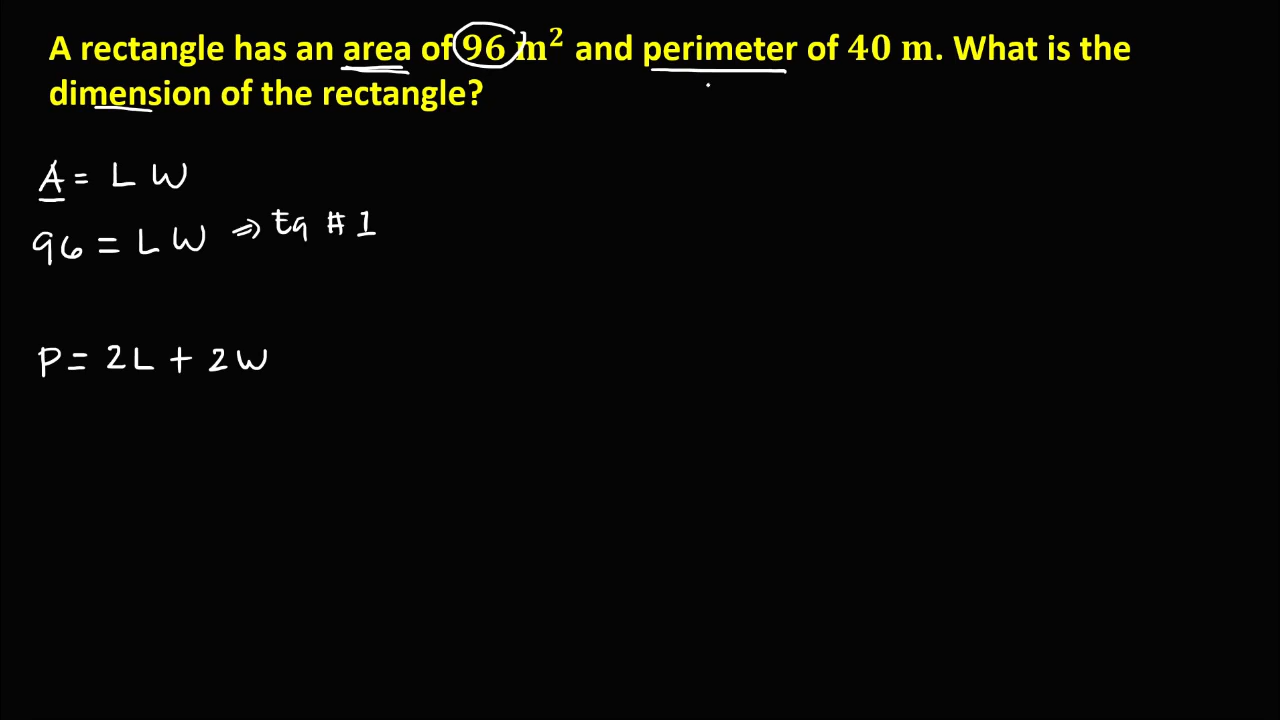 A rectangle has an area of 96 m² and perimeter of 40 m. What is the
dimension of the rectangle?
A = L W
96 = L W ⇒ Eq # 1
P = 2L + 2W